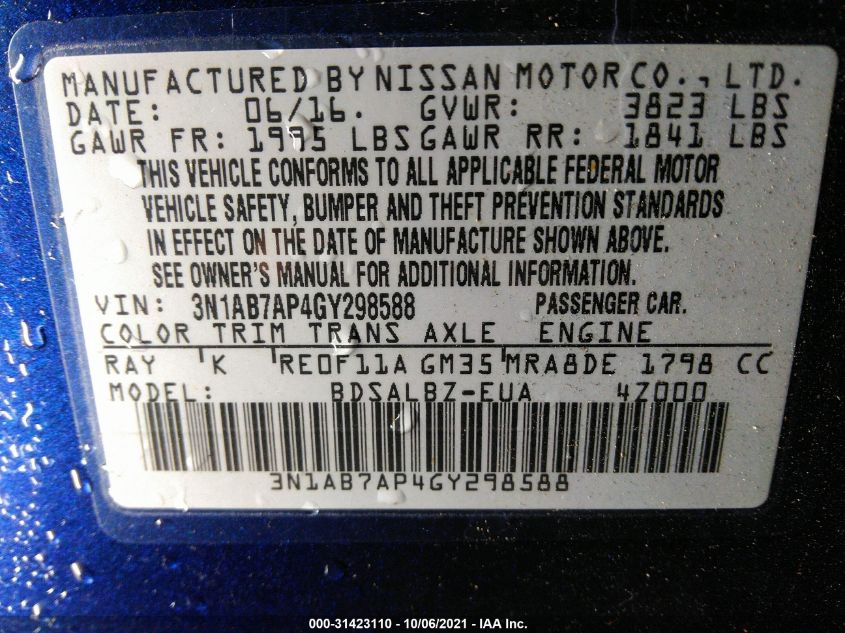 MANUFACTURED BY NISSAN MOTOR CO., LTD.
DATE: 06/16. GVWR: 3823 LBS
GAWR FR: 1995 LBS GAWR RR: 1841 LBS
THIS VEHICLE CONFORMS TO ALL APPLICABLE FEDERAL MOTOR
VEHICLE SAFETY, BUMPER AND THEFT PREVENTION STANDARDS
IN EFFECT ON THE DATE OF MANUFACTURE SHOWN ABOVE.
SEE OWNER'S MANUAL FOR ADDITIONAL INFORMATION.
VIN: 3N1AB7AP4GY298588 PASSENGER CAR.
COLOR TRIM TRANS AXLE ENGINE
RAY 'K 'RE0F11A GM35 'MRA8DE 1798 CC
MODEL: BDSALBZ-EUA 4Z000
3N1AB7AP4GY298588
000-31423110 - 10/06/2021 - IAA Inc.